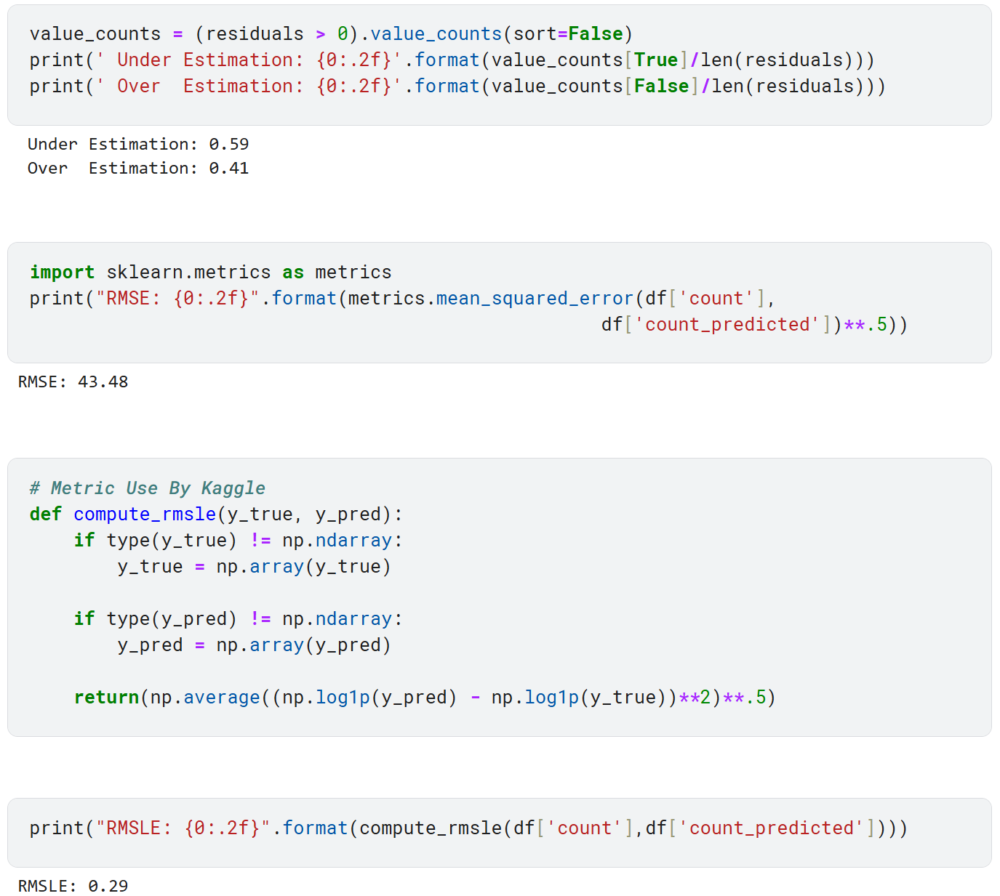 value_counts = (residuals > 0).value_counts(sort=False)
print(' Under Estimation: {0:.2f}'.format(value_counts[True]/len(residuals)))
print(' Over  Estimation: {0:.2f}'.format(value_counts[False]/len(residuals)))
Under Estimation: 0.59
Over  Estimation: 0.41
import sklearn.metrics as metrics
print("RMSE: {0:.2f}".format(metrics.mean_squared_error(df['count'],
                                                    df['count_predicted'])**.5))
RMSE: 43.48
# Metric Use By Kaggle
def compute_rmsle(y_true, y_pred):
    if type(y_true) != np.ndarray:
        y_true = np.array(y_true)
    if type(y_pred) != np.ndarray:
        y_pred = np.array(y_pred)
    return(np.average((np.log1p(y_pred) - np.log1p(y_true))**2)**.5)
print("RMSLE: {0:.2f}".format(compute_rmsle(df['count'],df['count_predicted'])))
RMSLE: 0.29